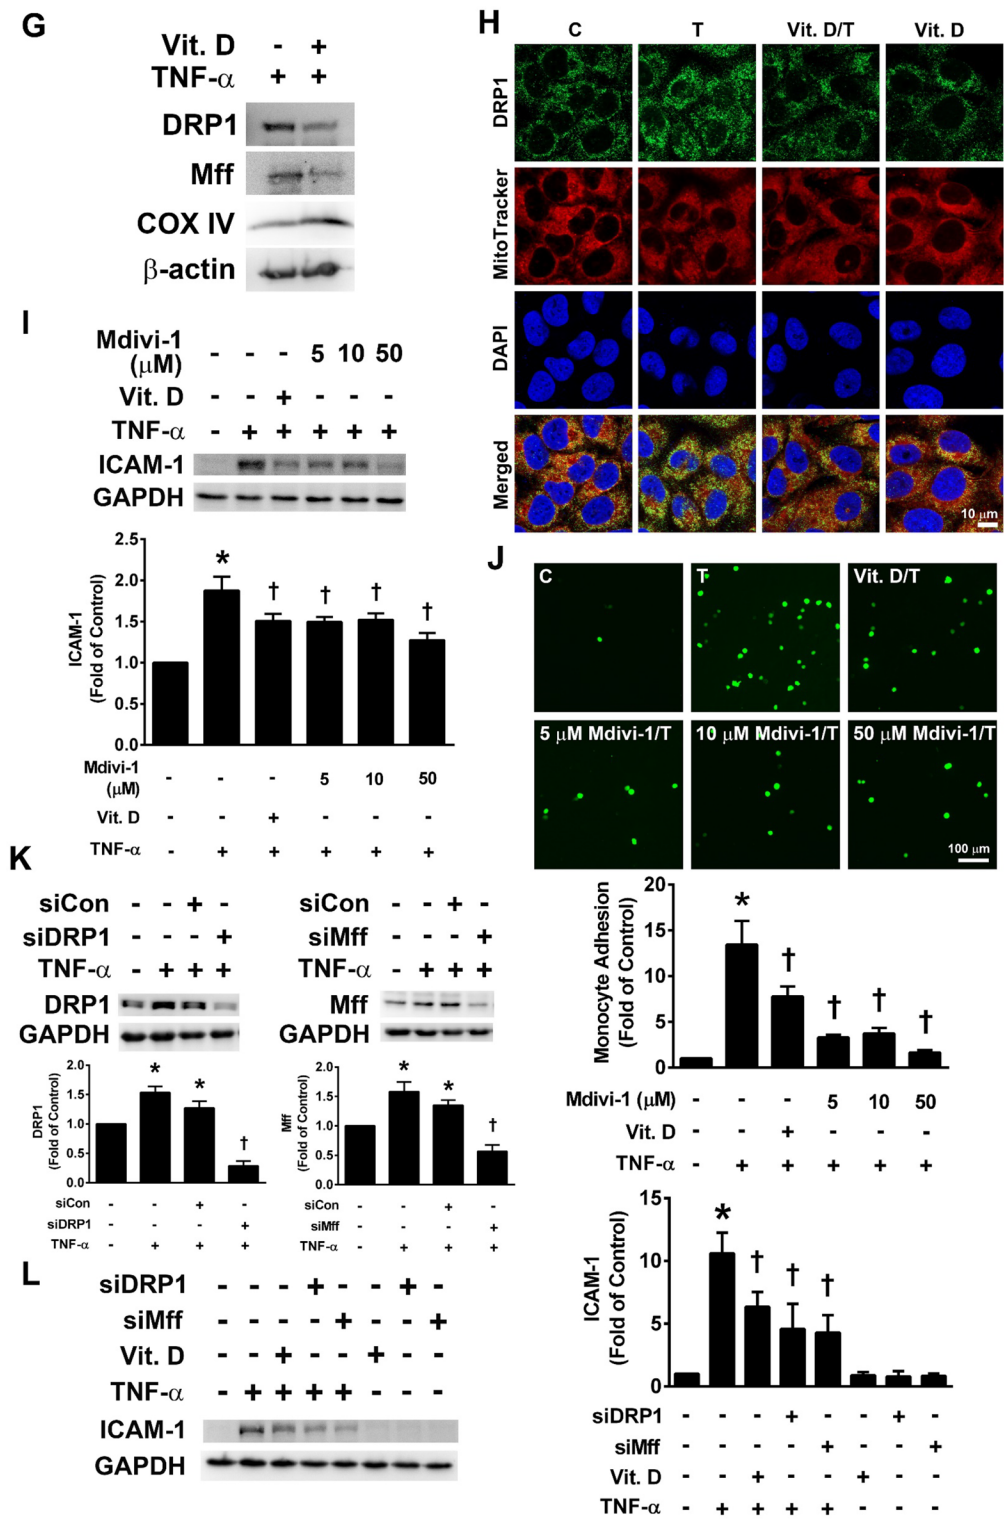 G
Vit. D - +
TNF-α + +
DRP1
Mff
COX IV
β-actin
H
C T Vit. D/T Vit. D
DRP1
MitoTracker
DAPI
Merged
10 μm
I
Mdivi-1
(μM) - - - 5 10 50
Vit. D - - + - - -
TNF-α - + + + + +
ICAM-1
GAPDH
ICAM-1
(Fold of Control)
2.5
2.0
1.5
1.0
0.5
0.0
* † † † †
Mdivi-1
(μM) - - - 5 10 50
Vit. D - - + - - -
TNF-α - + + + + +
J
C T Vit. D/T
5 μM Mdivi-1/T 10 μM Mdivi-1/T 50 μM Mdivi-1/T
100 μm
Monocyte Adhesion
(Fold of Control)
20
15
10
5
0
* † † † †
Mdivi-1 (μM) - - - 5 10 50
Vit. D - - + - - -
TNF-α - + + + + +
K
siCon - - + -
siDRP1 - - - +
TNF-α - + + +
DRP1
GAPDH
DRP1
(Fold of Control)
2.0
1.5
1.0
0.5
0.0
* * †
siCon - - + -
siDRP1 - - - +
TNF-α - + + +
siCon - - + -
siMff - - - +
TNF-α - + + +
Mff
GAPDH
Mff
(Fold of Control)
2.0
1.5
1.0
0.5
0.0
* * †
siCon - - + -
siMff - - - +
TNF-α - + + +
L
siDRP1 - - - + - - + -
siMff - - - - + - - +
Vit. D - - + - - + - -
TNF-α - + + + + - - -
ICAM-1
GAPDH
ICAM-1
(Fold of Control)
15
10
5
0
* † † †
siDRP1 - - - + - - + -
siMff - - - - + - - +
Vit. D - - + - - + - -
TNF-α - + + + + - - -